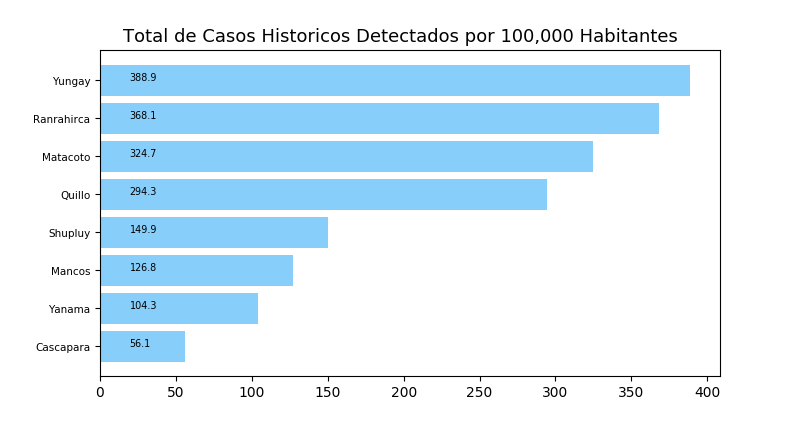 Total de Casos Historicos Detectados por 100,000 Habitantes
Yungay 388.9
Ranrahirca 368.1
Matacoto 324.7
Quillo 294.3
Shupluy 149.9
Mancos 126.8
Yanama 104.3
Cascapara 56.1
0 50 100 150 200 250 300 350 400